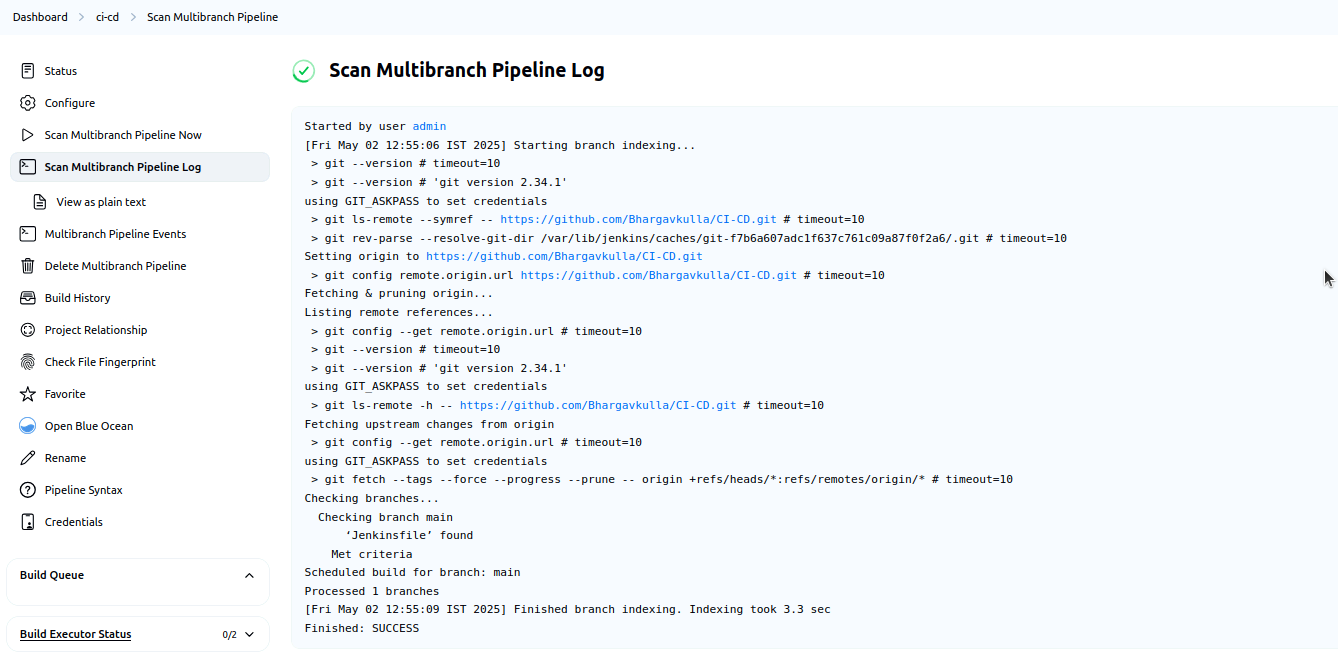 Dashboard > ci-cd > Scan Multibranch Pipeline
Status
Configure
Scan Multibranch Pipeline Now
Scan Multibranch Pipeline Log
View as plain text
Multibranch Pipeline Events
Delete Multibranch Pipeline
Build History
Project Relationship
Check File Fingerprint
Favorite
Open Blue Ocean
Rename
Pipeline Syntax
Credentials
Build Queue
Build Executor Status 0/2
Scan Multibranch Pipeline Log
Started by user admin
[Fri May 02 12:55:06 IST 2025] Starting branch indexing...
> git --version # timeout=10
> git --version # 'git version 2.34.1'
using GIT_ASKPASS to set credentials
> git ls-remote --symref -- https://github.com/Bhargavkulla/CI-CD.git # timeout=10
> git rev-parse --resolve-git-dir /var/lib/jenkins/caches/git-f7b6a607adc1f637c761c09a87f0f2a6/.git # timeout=10
Setting origin to https://github.com/Bhargavkulla/CI-CD.git
> git config remote.origin.url https://github.com/Bhargavkulla/CI-CD.git # timeout=10
Fetching & pruning origin...
Listing remote references...
> git config --get remote.origin.url # timeout=10
> git --version # timeout=10
> git --version # 'git version 2.34.1'
using GIT_ASKPASS to set credentials
> git ls-remote -h -- https://github.com/Bhargavkulla/CI-CD.git # timeout=10
Fetching upstream changes from origin
> git config --get remote.origin.url # timeout=10
using GIT_ASKPASS to set credentials
> git fetch --tags --force --progress --prune -- origin +refs/heads/*:refs/remotes/origin/* # timeout=10
Checking branches...
Checking branch main
‘Jenkinsfile’ found
Met criteria
Scheduled build for branch: main
Processed 1 branches
[Fri May 02 12:55:09 IST 2025] Finished branch indexing. Indexing took 3.3 sec
Finished: SUCCESS